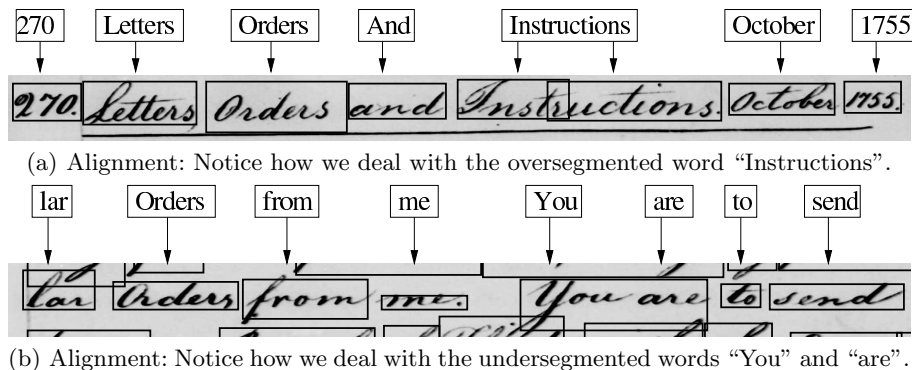 270 Letters Orders And Instructions October 1755
270. Letters Orders and Instructions. October 1755.
(a) Alignment: Notice how we deal with the oversegmented word “Instructions”.
lar Orders from me You are to send
lar Orders from me. You are to send
(b) Alignment: Notice how we deal with the undersegmented words “You” and “are”.